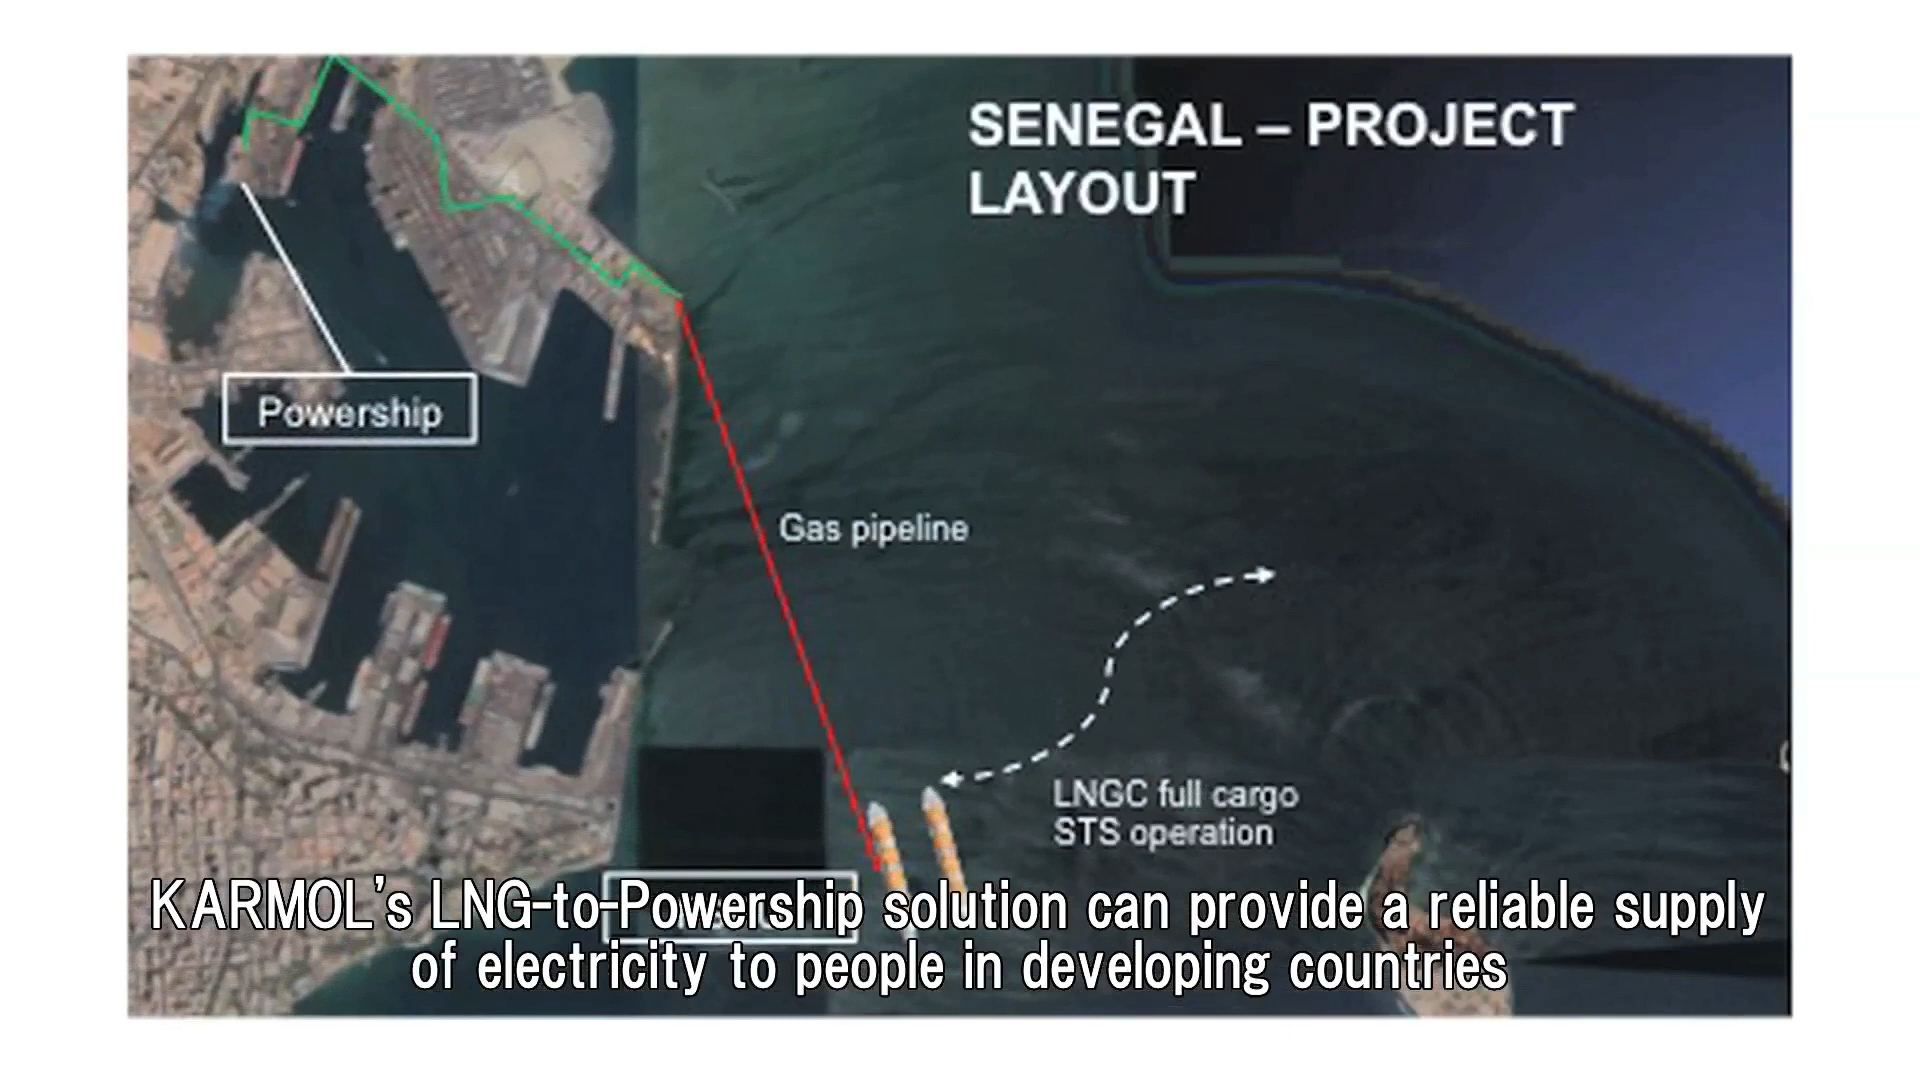 SENEGAL – PROJECT
LAYOUT
Powership
Gas pipeline
LNGC full cargo
STS operation
KARMOL's LNG-to-Powership solution can provide a reliable supply
of electricity to people in developing countries